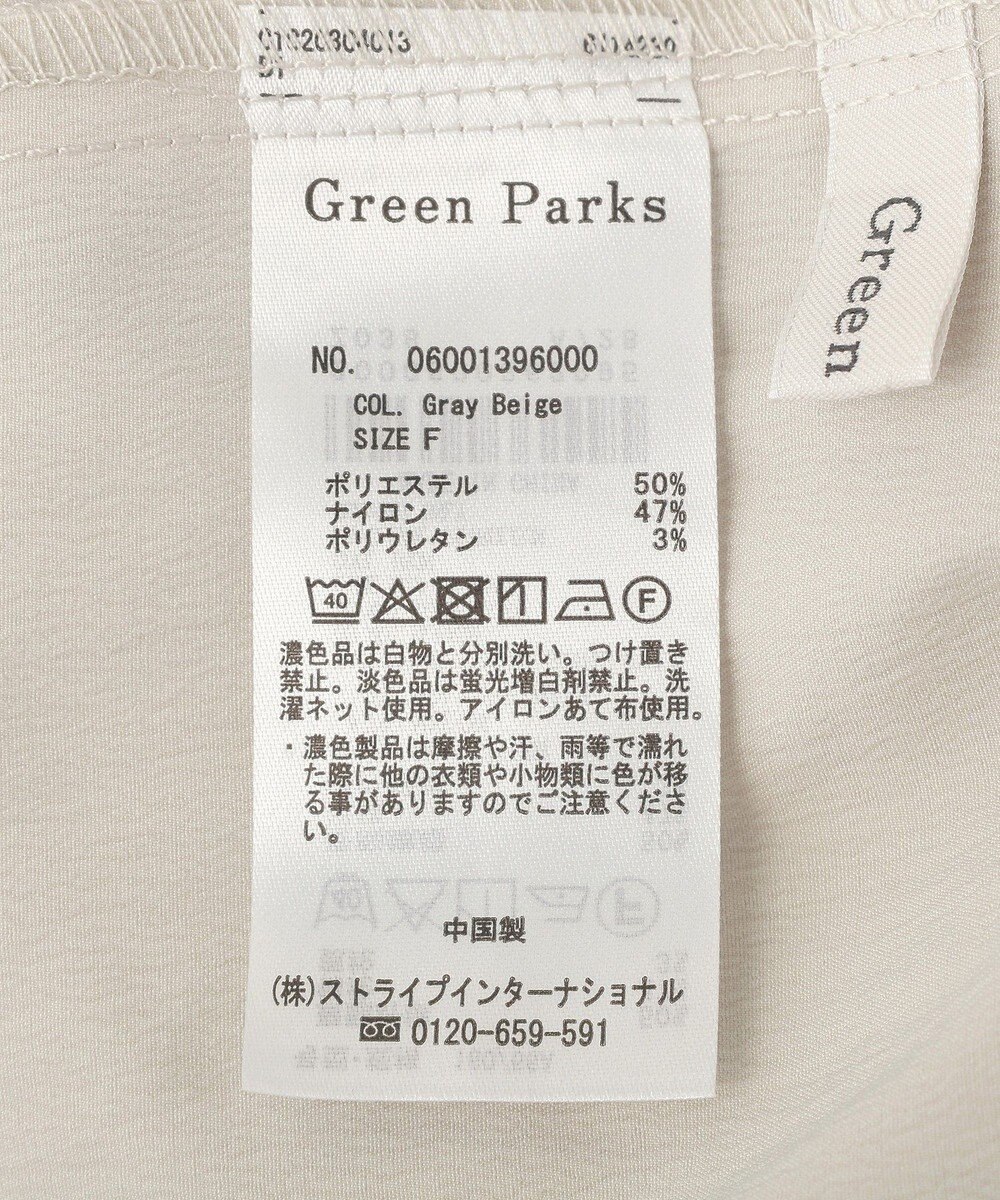 Green Parks
Green
NO. 06001396000
COL. Gray Beige
SIZE F
ポリエステル 50%
ナイロン 47%
ポリウレタン 3%
40 F
濃色品は白物と分別洗い。つけ置き
禁止。淡色品は蛍光増白剤禁止。洗
濯ネット使用。アイロンあて布使用。
・濃色製品は摩擦や汗、雨等で濡れ
た際に他の衣類や小物類に色が移
る事がありますのでご注意くださ
い。
中国製
(株)ストライプインターナショナル
0120-659-591